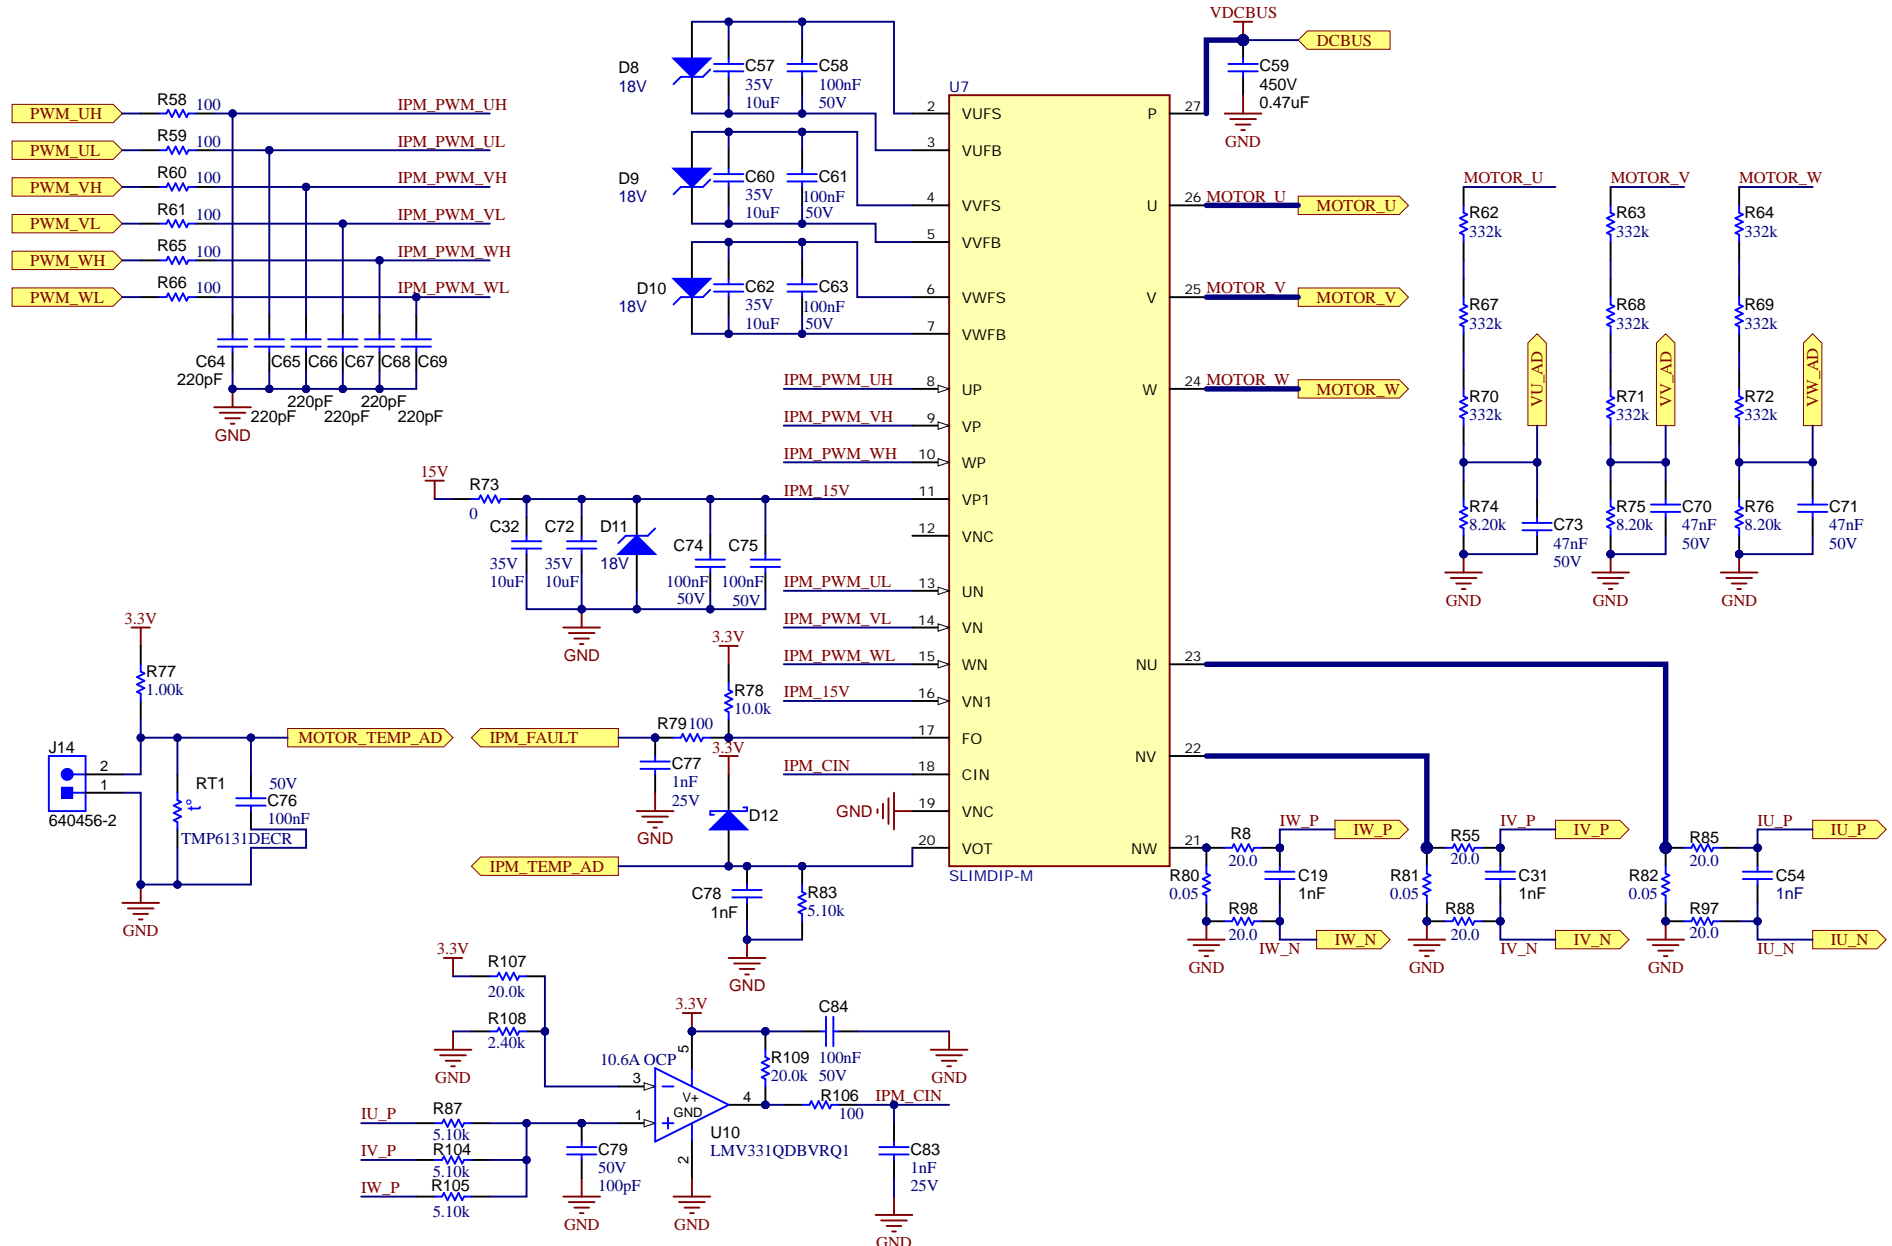 VDCBUS
DCBUS
C59
450V
0.47uF
GND
D8
18V
C57
35V
10uF
C58
100nF
50V
D9
18V
C60
35V
10uF
C61
100nF
50V
D10
18V
C62
35V
10uF
C63
100nF
50V
PWM_UH
R58
100
IPM_PWM_UH
PWM_UL
R59
100
IPM_PWM_UL
PWM_VH
R60
100
IPM_PWM_VH
PWM_VL
R61
100
IPM_PWM_VL
PWM_WH
R65
100
IPM_PWM_WH
PWM_WL
R66
100
IPM_PWM_WL
C64
220pF
C65
220pF
C66
220pF
C67
220pF
C68
220pF
C69
220pF
GND
U7
2 VUFS
3 VUFB
4 VVFS
5 VVFB
6 VWFS
7 VWFB
IPM_PWM_UH 8 UP
IPM_PWM_VH 9 VP
IPM_PWM_WH 10 WP
IPM_15V 11 VP1
12 VNC
IPM_PWM_UL 13 UN
IPM_PWM_VL 14 VN
IPM_PWM_WL 15 WN
IPM_15V 16 VN1
17 FO
IPM_CIN 18 CIN
GND 19 VNC
20 VOT
P 27
U 26 MOTOR_U MOTOR_U
V 25 MOTOR_V MOTOR_V
W 24 MOTOR_W MOTOR_W
NU 23
NV 22
NW 21
SLIMDIP-M
15V
R73
0
C32
35V
10uF
C72
35V
10uF
D11
18V
C74
100nF
50V
C75
100nF
50V
GND
MOTOR_U
R62
332k
R67
332k
R70
332k
VU_AD
R74
8.20k
C73
47nF
50V
GND
MOTOR_V
R63
332k
R68
332k
R71
332k
VV_AD
R75
8.20k
C70
47nF
50V
GND
MOTOR_W
R64
332k
R69
332k
R72
332k
VW_AD
R76
8.20k
C71
47nF
50V
GND
3.3V
R77
1.00k
MOTOR_TEMP_AD
J14
2
1
640456-2
RT1
t°
TMP6131DECR
50V
C76
100nF
GND
3.3V
R78
10.0k
IPM_FAULT
R79
100
C77
1nF
25V
GND
3.3V
D12
IPM_TEMP_AD
C78
1nF
R83
5.10k
GND
R8
20.0
IW_P
IW_P
R80
0.05
C19
1nF
R98
20.0
IW_N
IW_N
GND
R55
20.0
IV_P
IV_P
R81
0.05
C31
1nF
R88
20.0
IV_N
IV_N
GND
R85
20.0
IU_P
IU_P
R82
0.05
C54
1nF
R97
20.0
IU_N
IU_N
GND
3.3V
R107
20.0k
R108
2.40k
GND
10.6A OCP
3.3V
5
3
1
4
2
V+
GND
U10
LMV331QDBVRQ1
GND
R109
20.0k
C84
100nF
50V
GND
R106
100
IPM_CIN
C83
1nF
25V
GND
IU_P
R87
5.10k
IV_P
R104
5.10k
IW_P
R105
5.10k
C79
50V
100pF
GND